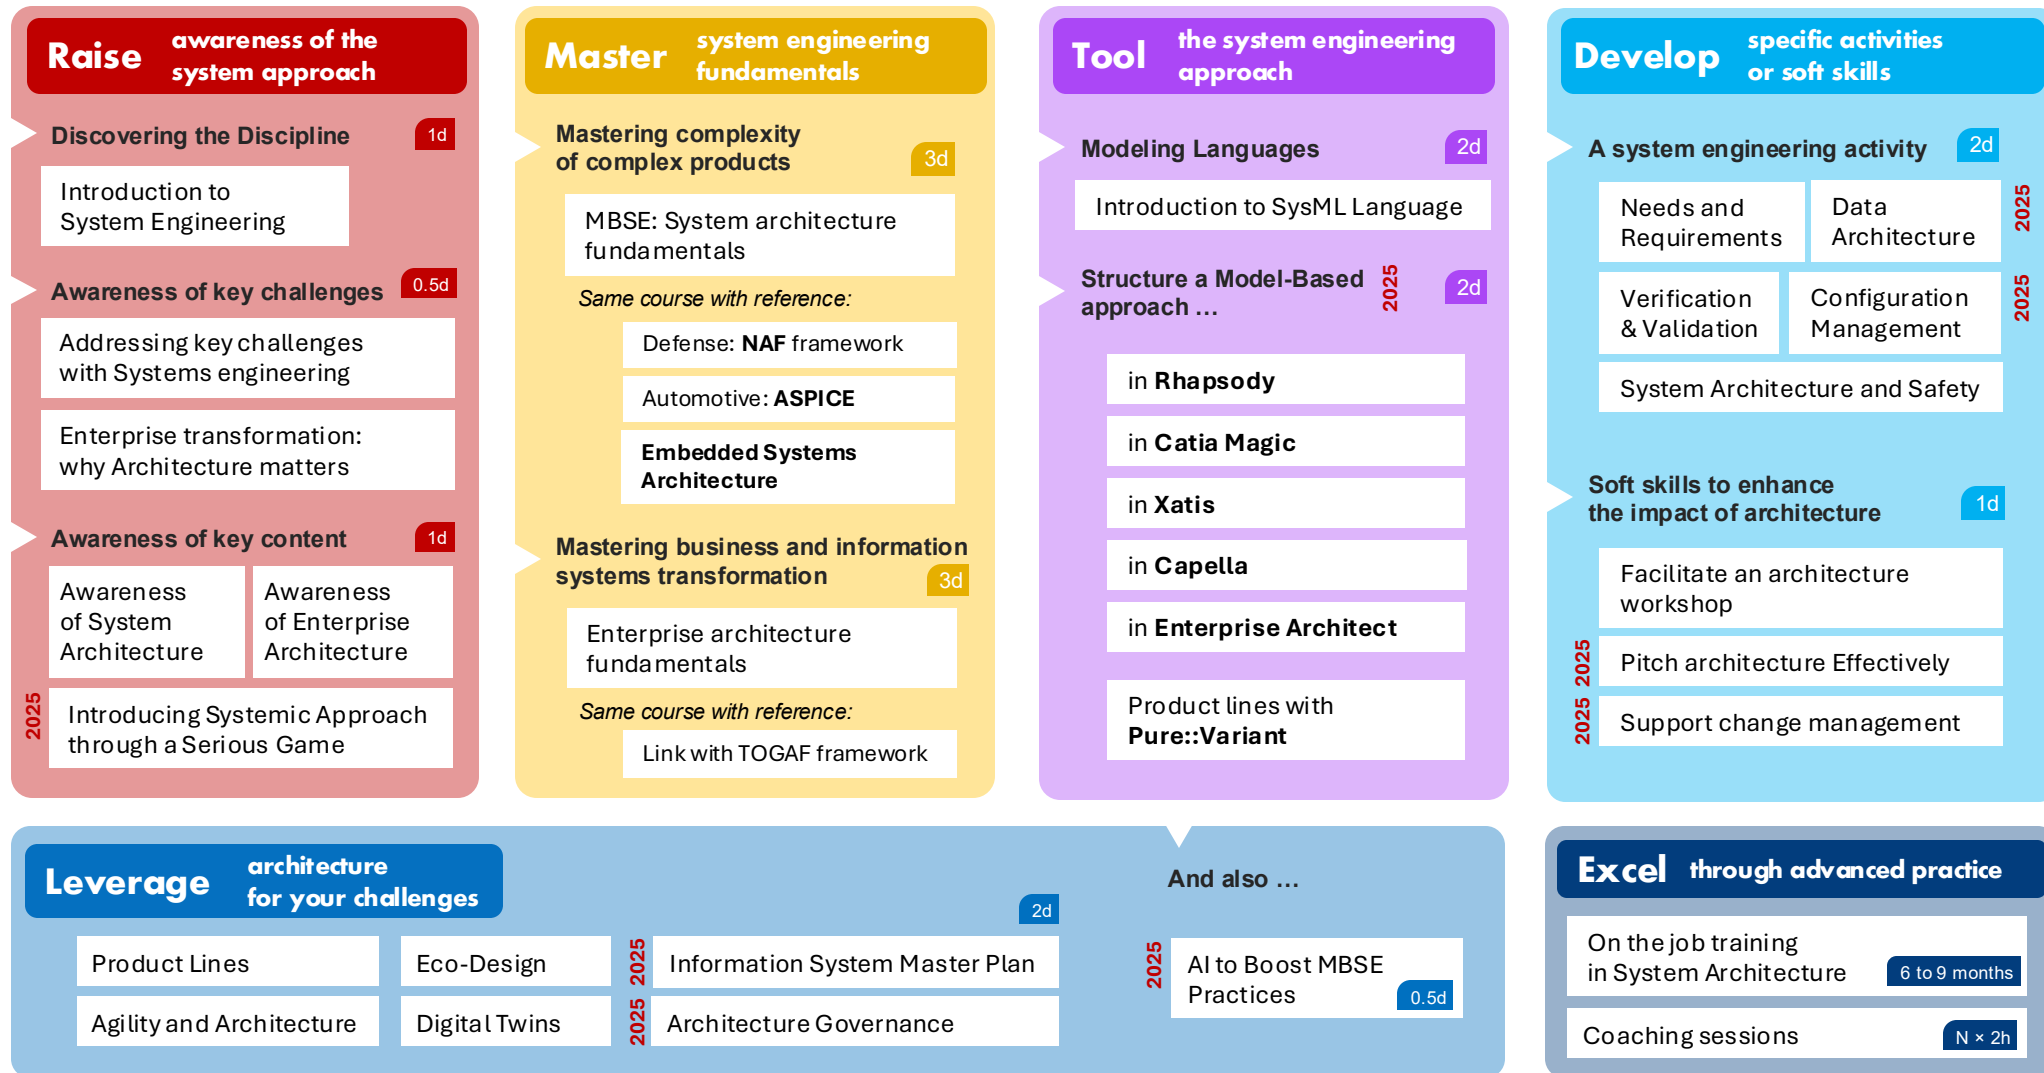 Raise
awareness of the
system approach
Discovering the Discipline
1d
Introduction to
System Engineering
Awareness of key challenges
0.5d
Addressing key challenges
with Systems engineering
Enterprise transformation:
why Architecture matters
Awareness of key content
1d
Awareness
of System
Architecture
Awareness
of Enterprise
Architecture
2025
Introducing Systemic Approach
through a Serious Game
Master
system engineering
fundamentals
Mastering complexity
of complex products
3d
MBSE: System architecture
fundamentals
Same course with reference:
Defense: NAF framework
Automotive: ASPICE
Embedded Systems
Architecture
Mastering business and information
systems transformation
3d
Enterprise architecture
fundamentals
Same course with reference:
Link with TOGAF framework
Tool
the system engineering
approach
Modeling Languages
2d
Introduction to SysML Language
Structure a Model-Based
approach ...
2025
2d
in Rhapsody
in Catia Magic
in Xatis
in Capella
in Enterprise Architect
Product lines with
Pure::Variant
Develop
specific activities
or soft skills
A system engineering activity
2d
Needs and
Requirements
Data
Architecture
2025
Verification
& Validation
Configuration
Management
2025
System Architecture and Safety
Soft skills to enhance
the impact of architecture
1d
Facilitate an architecture
workshop
2025
Pitch architecture Effectively
2025
Support change management
Leverage
architecture
for your challenges
2d
Product Lines
Eco-Design
2025
Information System Master Plan
Agility and Architecture
Digital Twins
2025
Architecture Governance
And also ...
2025
AI to Boost MBSE
Practices
0.5d
Excel
through advanced practice
On the job training
in System Architecture
6 to 9 months
Coaching sessions
N × 2h